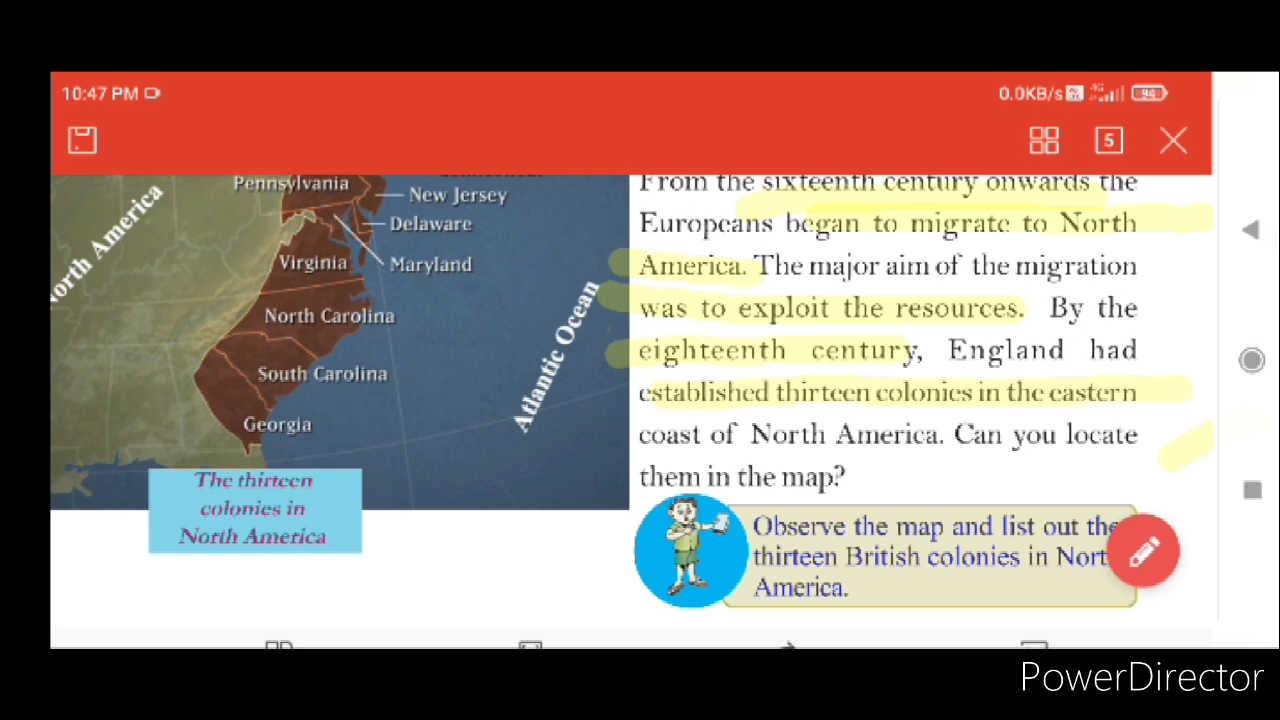 10:47 PM
0.0KB/s
4G
94
5
Pennsylvania
New Jersey
Delaware
North America
Virginia
Maryland
North Carolina
South Carolina
Georgia
Atlantic Ocean
The thirteen
colonies in
North America
From the sixteenth century onwards the
Europeans began to migrate to North
America. The major aim of the migration
was to exploit the resources. By the
eighteenth century, England had
established thirteen colonies in the eastern
coast of North America. Can you locate
them in the map?
Observe the map and list out the
thirteen British colonies in Nort
America.
PowerDirector